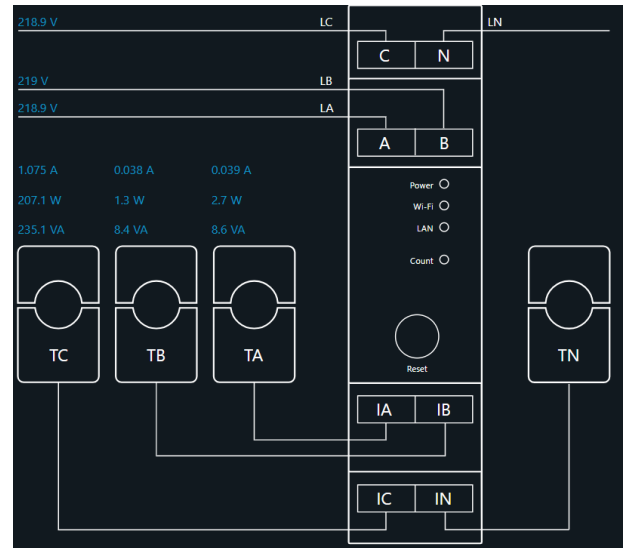 218.9 V LC LN
C N
219 V LB
218.9 V LA
A B
1.075 A 0.038 A 0.039 A
Power
207.1 W 1.3 W 2.7 W
Wi-Fi
LAN
235.1 VA 8.4 VA 8.6 VA
Count
TC TB TA TN
Reset
IA IB
IC IN